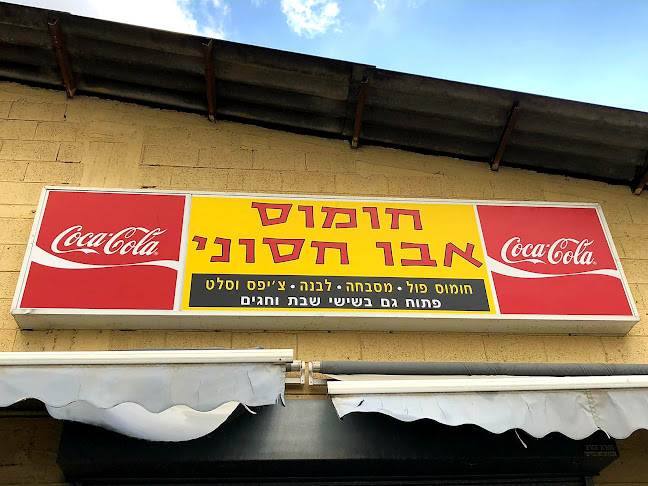 Coca-Cola
חומוס
אבו חסוני
חומוס פול • מסבחה • לבנה • צ'יפס וסלט
פתוח גם בשישי שבת וחגים
Coca-Cola